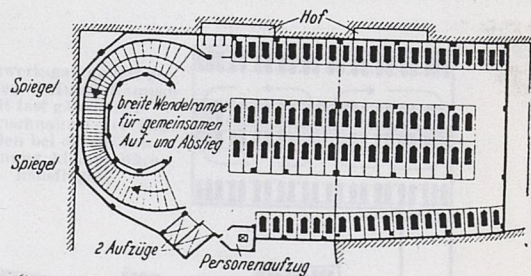 Hof
Spiegel
breite Wendelrampe
für gemeinsamen
Auf- und Abstieg
Spiegel
2 Aufzüge
Personenaufzug